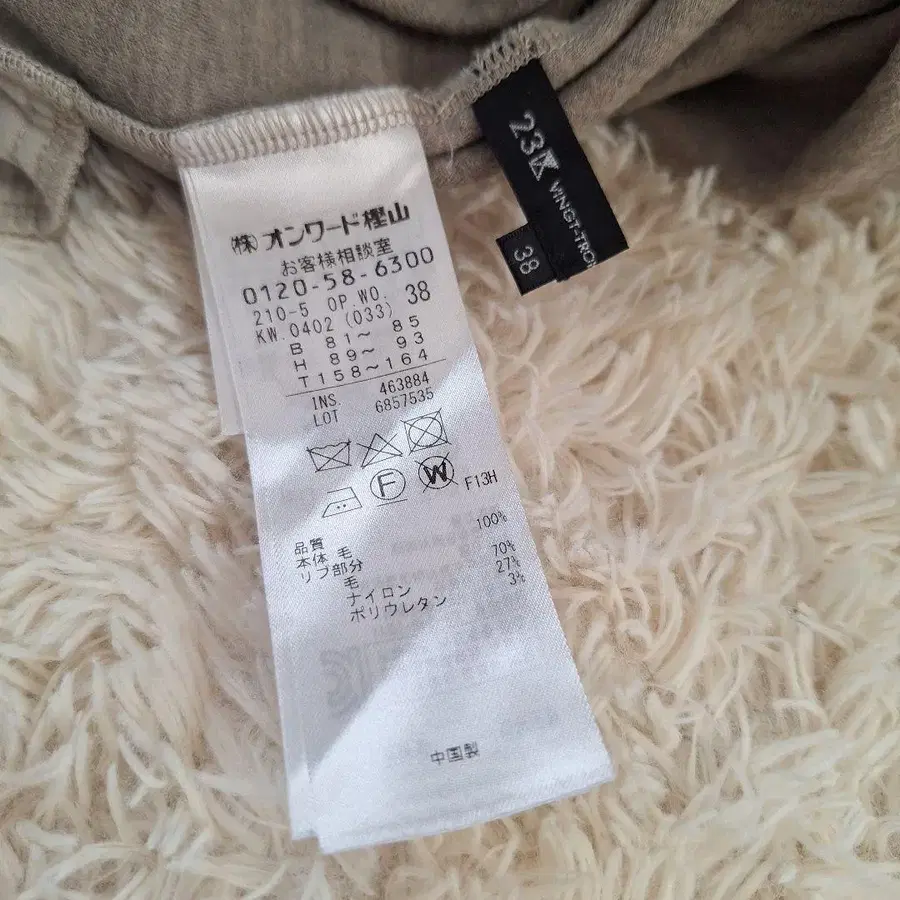 ㈱オンワード樫山
お客様相談室
0120-58-6300
210-5 OP.WO. 38
KW.0402 (033)
B 81～ 85
H 89～ 93
T158～164
INS. 463884
LOT 6857535
F W F13H
品質
本体 毛 100%
リブ部分
毛 70%
ナイロン 27%
ポリウレタン 3%
中国製
23区
VINGT-TROI
38